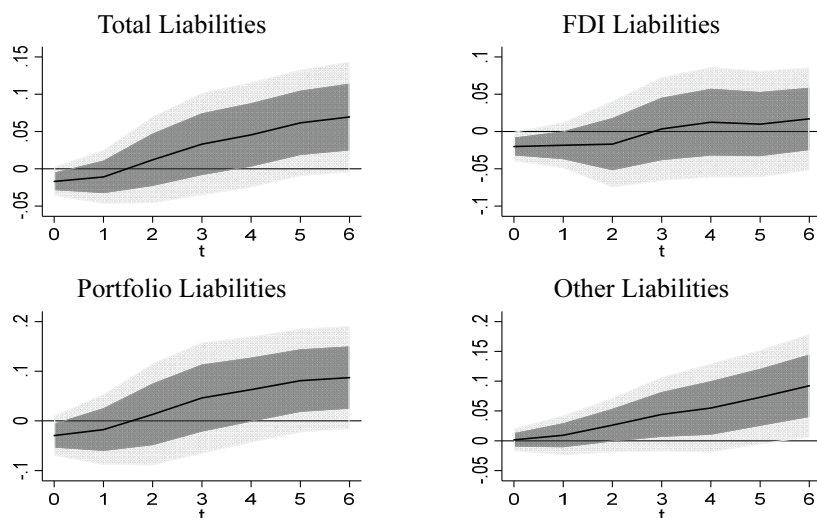 Total Liabilities
.15
.1
.05
0
-.05
0 1 2 3 4 5 6
t
FDI Liabilities
.1
.05
0
-.05
-.1
0 1 2 3 4 5 6
t
Portfolio Liabilities
.2
.1
0
-.1
0 1 2 3 4 5 6
t
Other Liabilities
.2
.15
.1
.05
0
-.05
0 1 2 3 4 5 6
t